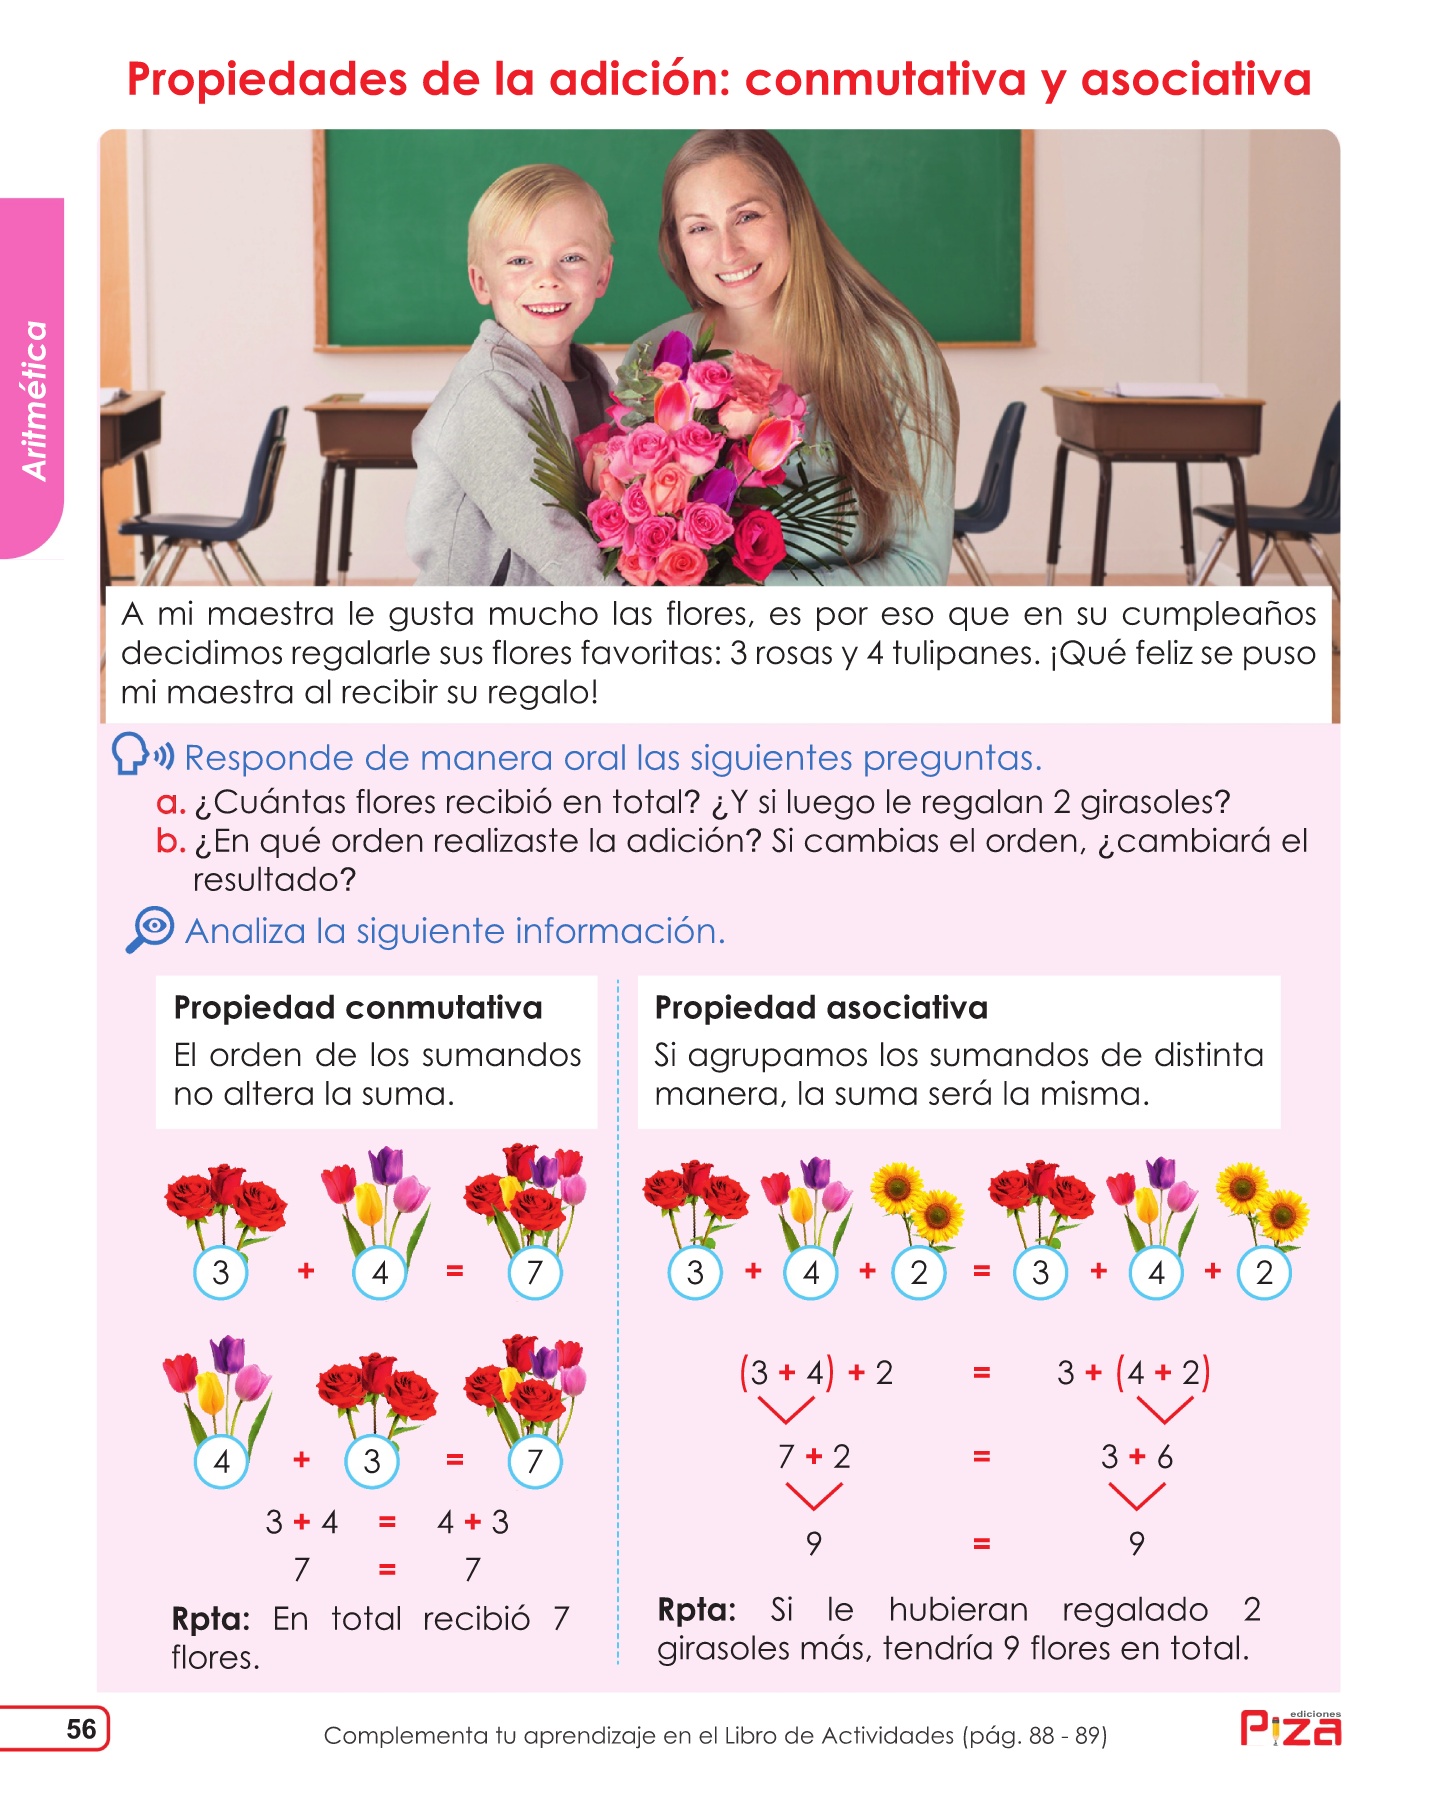 Propiedades de la adición: conmutativa y asociativa
Aritmética
A mi maestra le gusta mucho las flores, es por eso que en su cumpleaños
decidimos regalarle sus flores favoritas: 3 rosas y 4 tulipanes. ¡Qué feliz se puso
mi maestra al recibir su regalo!
Responde de manera oral las siguientes preguntas.
a. ¿Cuántas flores recibió en total? ¿Y si luego le regalan 2 girasoles?
b. ¿En qué orden realizaste la adición? Si cambias el orden, ¿cambiará el
resultado?
Analiza la siguiente información.
Propiedad conmutativa
El orden de los sumandos
no altera la suma.
3 + 4 = 7
4 + 3 = 7
3 + 4 = 4 + 3
7 = 7
Rpta: En total recibió 7
flores.
Propiedad asociativa
Si agrupamos los sumandos de distinta
manera, la suma será la misma.
3 + 4 + 2 = 3 + 4 + 2
(3 + 4) + 2 = 3 + (4 + 2)
7 + 2 = 3 + 6
9 = 9
Rpta: Si le hubieran regalado 2
girasoles más, tendría 9 flores en total.
56
Complementa tu aprendizaje en el Libro de Actividades (pág. 88 - 89)
ediciones
Piza